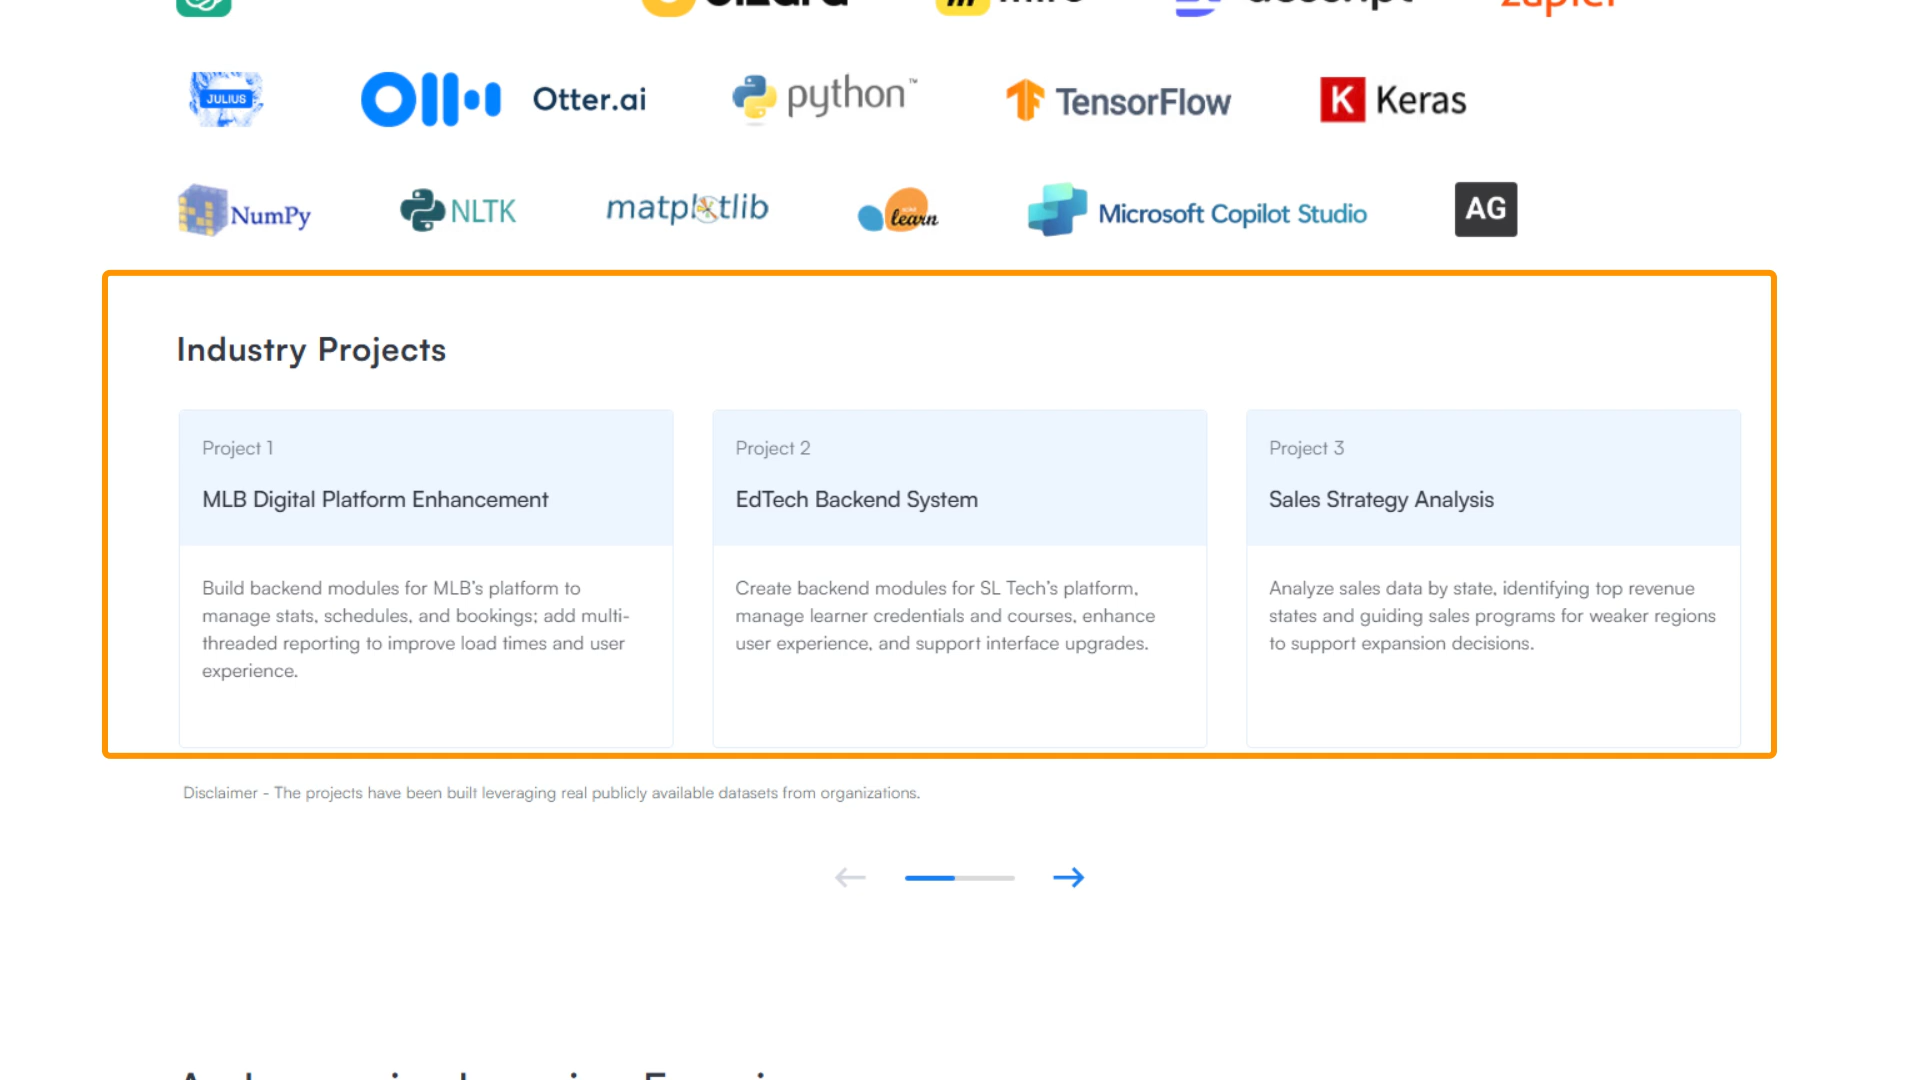 miro descript zapier
JULIUS Otter.ai python™ TensorFlow K Keras
NumPy NLTK matplotlib learn Microsoft Copilot Studio AG
Industry Projects
Project 1
MLB Digital Platform Enhancement
Build backend modules for MLB's platform to
manage stats, schedules, and bookings; add multi-
threaded reporting to improve load times and user
experience.
Project 2
EdTech Backend System
Create backend modules for SL Tech's platform,
manage learner credentials and courses, enhance
user experience, and support interface upgrades.
Project 3
Sales Strategy Analysis
Analyze sales data by state, identifying top revenue
states and guiding sales programs for weaker regions
to support expansion decisions.
Disclaimer - The projects have been built leveraging real publicly available datasets from organizations.